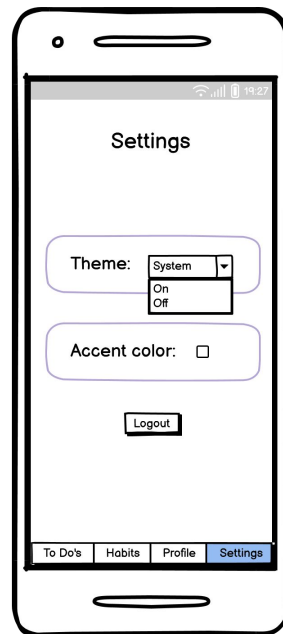 19:27
Settings
Theme: System
On
Off
Accent color:
Logout
To Do's Habits Profile Settings